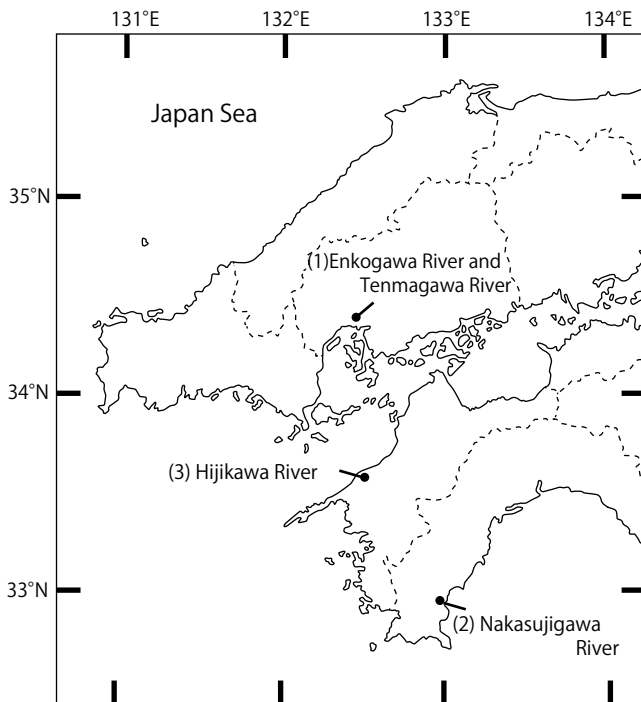 131°E
132°E
133°E
134°E
Japan Sea
35°N
(1)Enkogawa River and
Tenmagawa River
34°N
(3) Hijikawa River
33°N
(2) Nakasujigawa
River